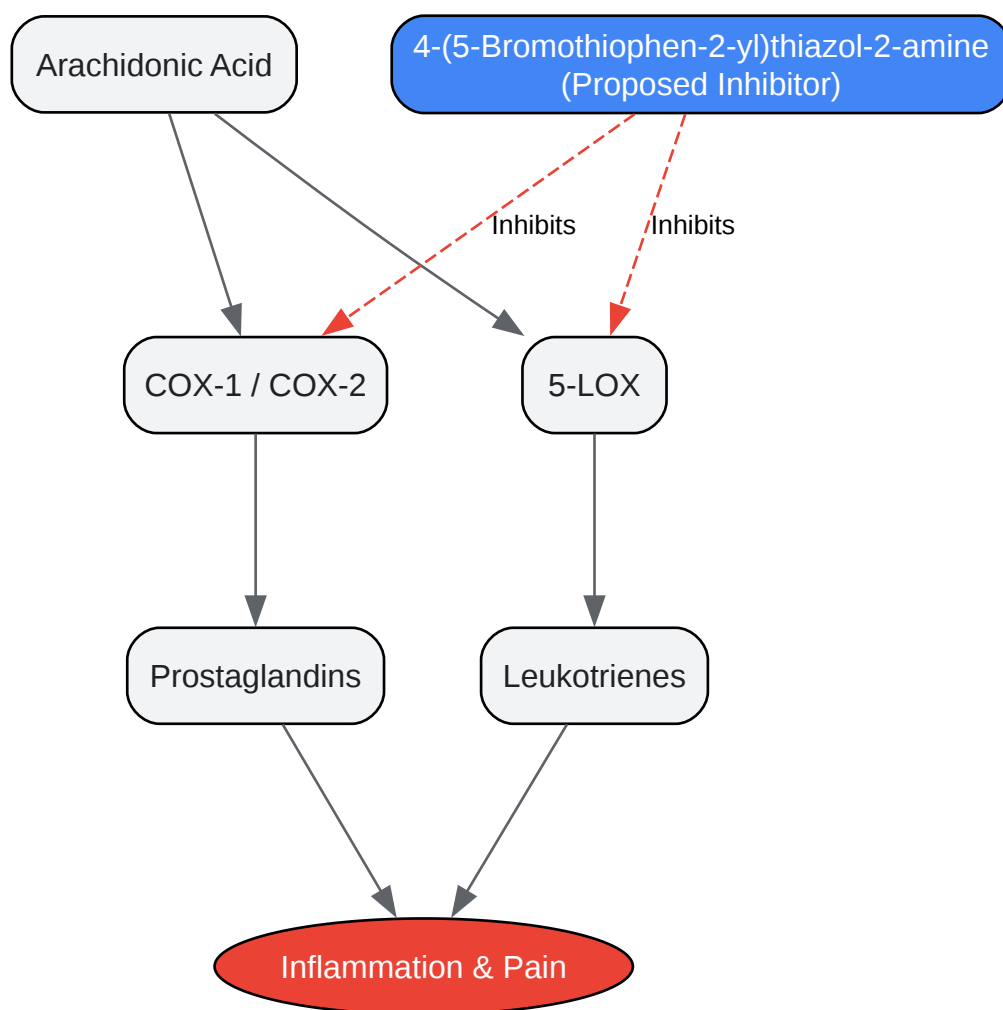 Arachidonic Acid
4-(5-Bromothiophen-2-yl)thiazol-2-amine
(Proposed Inhibitor)
Inhibits
Inhibits
COX-1 / COX-2
5-LOX
Prostaglandins
Leukotrienes
Inflammation & Pain